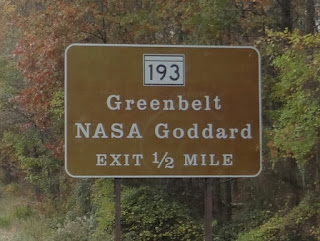 193
Greenbelt
NASA Goddard
EXIT 1/2 MILE